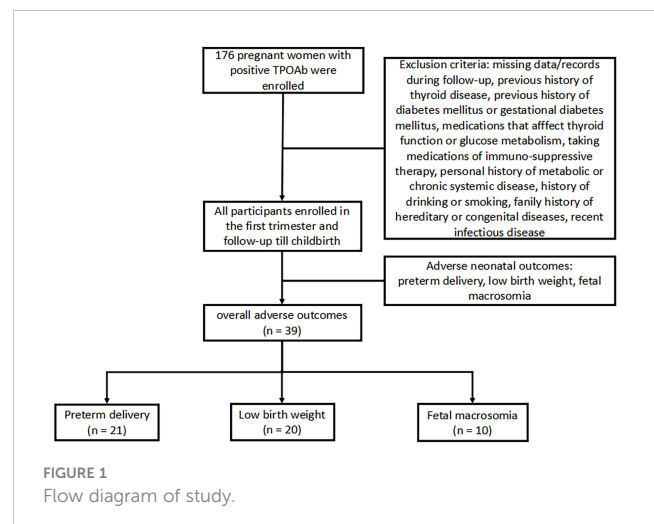 176 pregnant women with
positive TPOAb were
enrolled
Exclusion criteria: missing data/records
during follow-up, previous history of
thyroid disease, previous history of
diabetes mellitus or gestational diabetes
mellitus, medications that afffect thyroid
function or glucose metabolism, taking
medications of immuno-suppressive
therapy, personal history of metabolic or
chronic systemic disease, history of
drinking or smoking, fanily history of
hereditary or congenital diseases, recent
infectious disease
All participants enrolled in
the first trimester and
follow-up till childbirth
Adverse neonatal outcomes:
preterm delivery, low birth weight, fetal
macrosomia
overall adverse outcomes
(n = 39)
Preterm delivery
(n = 21)
Low birth weight
(n = 20)
Fetal macrosomia
(n = 10)
FIGURE 1
Flow diagram of study.